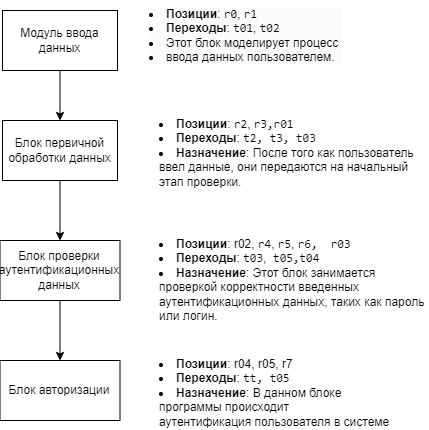 Модуль ввода
данных
• Позиции: r0, r1
• Переходы: t01, t02
• Этот блок моделирует процесс
• ввода данных пользователем.
Блок первичной
обработки данных
• Позиции: r2, r3,r01
• Переходы: t2, t3, t03
• Назначение: После того как пользователь
ввел данные, они передаются на начальный
этап проверки.
Блок проверки
аутентификационных
данных
• Позиции: r02, r4, r5, r6, r03
• Переходы: t03, t05,t04
• Назначение: Этот блок занимается
проверкой корректности введенных
аутентификационных данных, таких как пароль
или логин.
Блок авторизации
• Позиции: r04, r05, r7
• Переходы: tt, t05
• Назначение: В данном блоке
программы происходит
аутентификация пользователя в системе